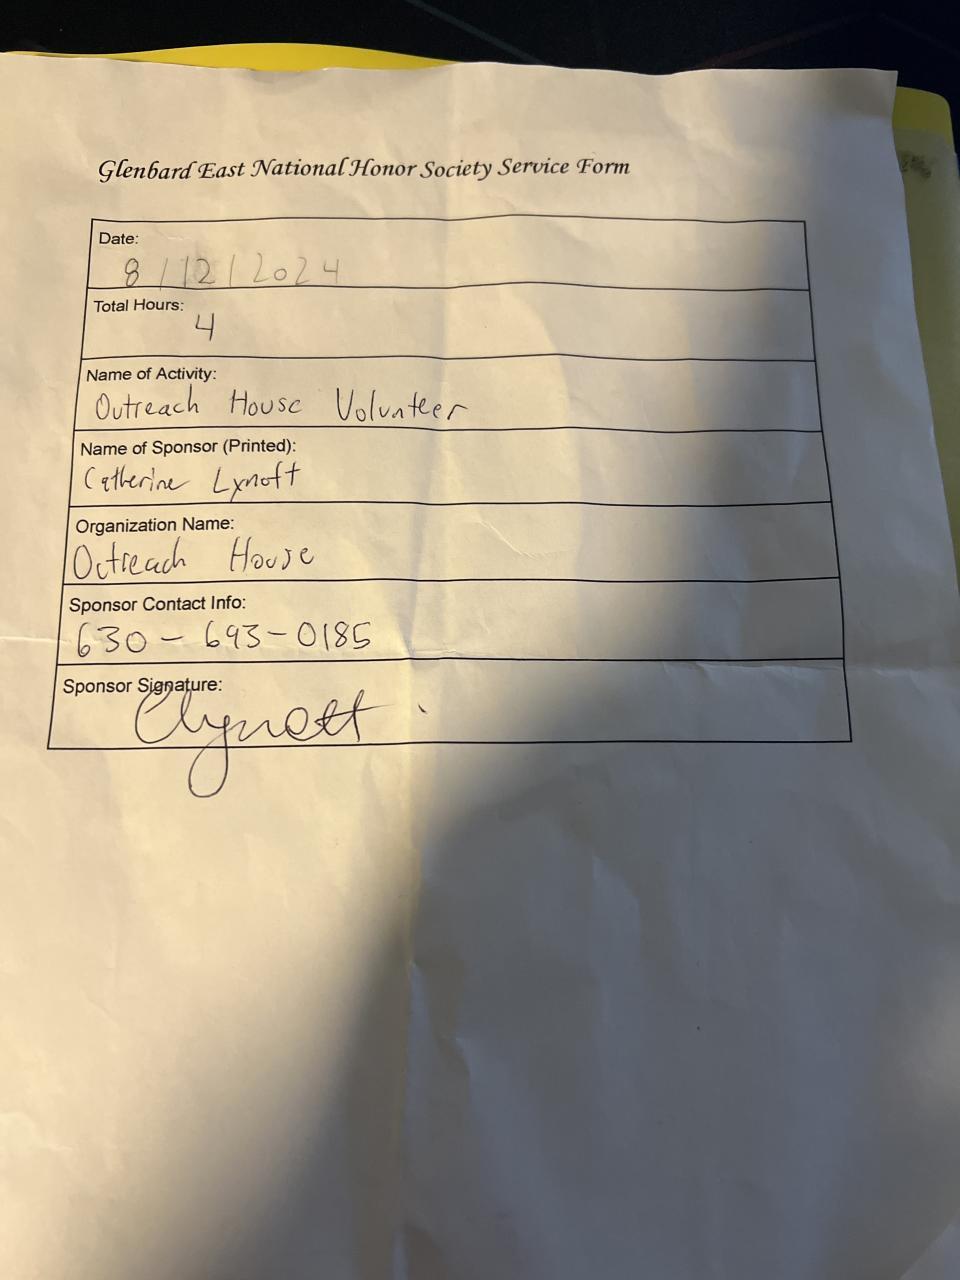 Glenbard East National Honor Society Service Form
Date:
8/12/2024
Total Hours:
4
Name of Activity:
Outreach House Volunteer
Name of Sponsor (Printed):
Catherine Lynott
Organization Name:
Outreach House
Sponsor Contact Info:
630-693-0185
Sponsor Signature:
Clynott